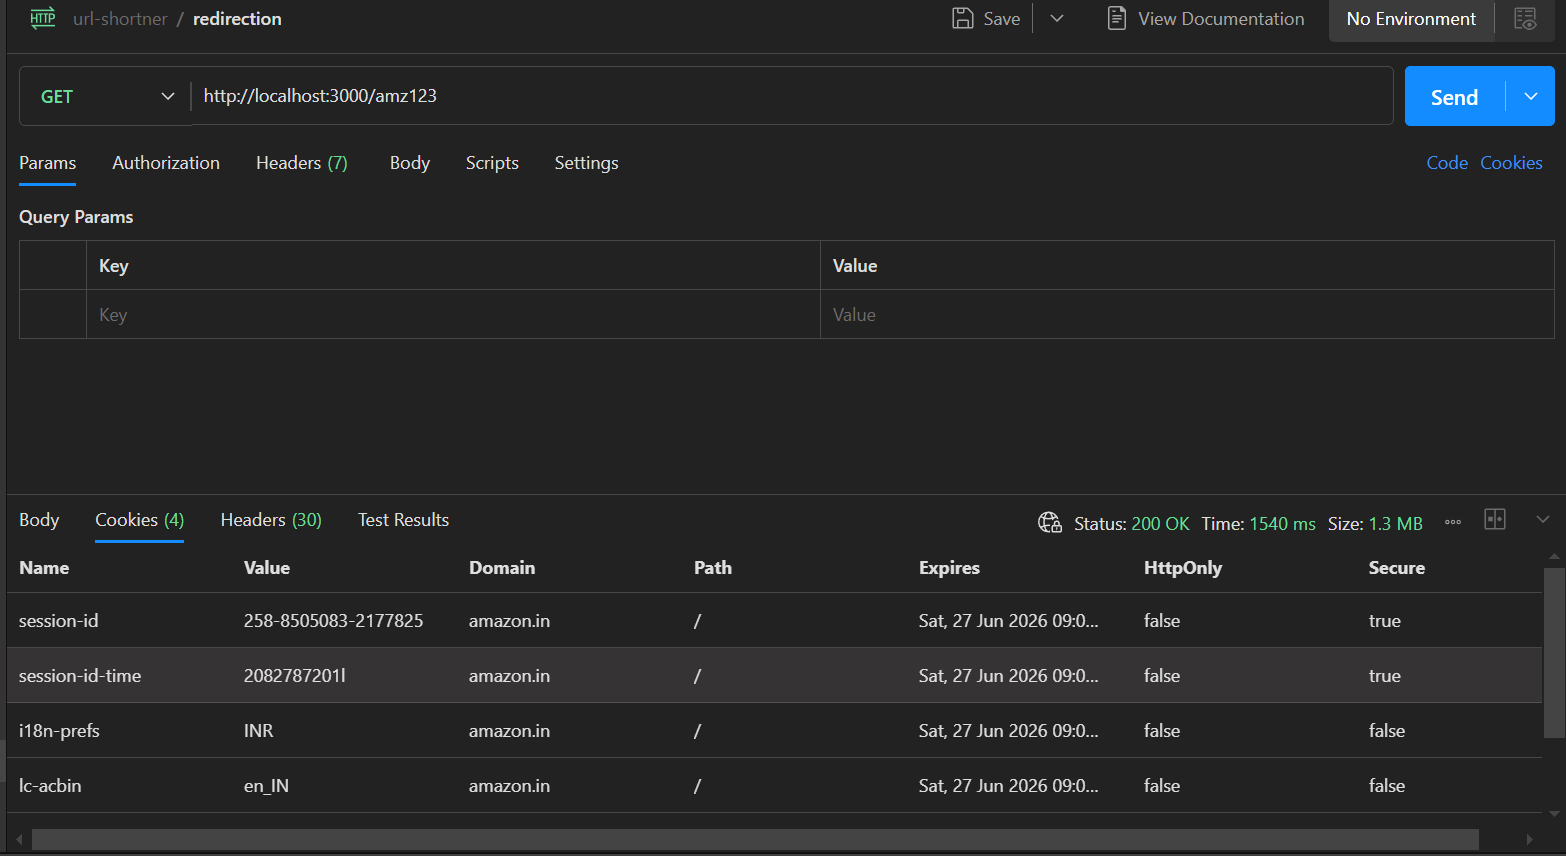 HTTP url-shortner / redirection Save View Documentation No Environment
GET http://localhost:3000/amz123 Send
Params Authorization Headers (7) Body Scripts Settings Code Cookies
Query Params
Key Value
Key Value
Body Cookies (4) Headers (30) Test Results Status: 200 OK Time: 1540 ms Size: 1.3 MB
Name Value Domain Path Expires HttpOnly Secure
session-id 258-8505083-2177825 amazon.in / Sat, 27 Jun 2026 09:0... false true
session-id-time 2082787201l amazon.in / Sat, 27 Jun 2026 09:0... false true
i18n-prefs INR amazon.in / Sat, 27 Jun 2026 09:0... false false
lc-acbin en_IN amazon.in / Sat, 27 Jun 2026 09:0... false false